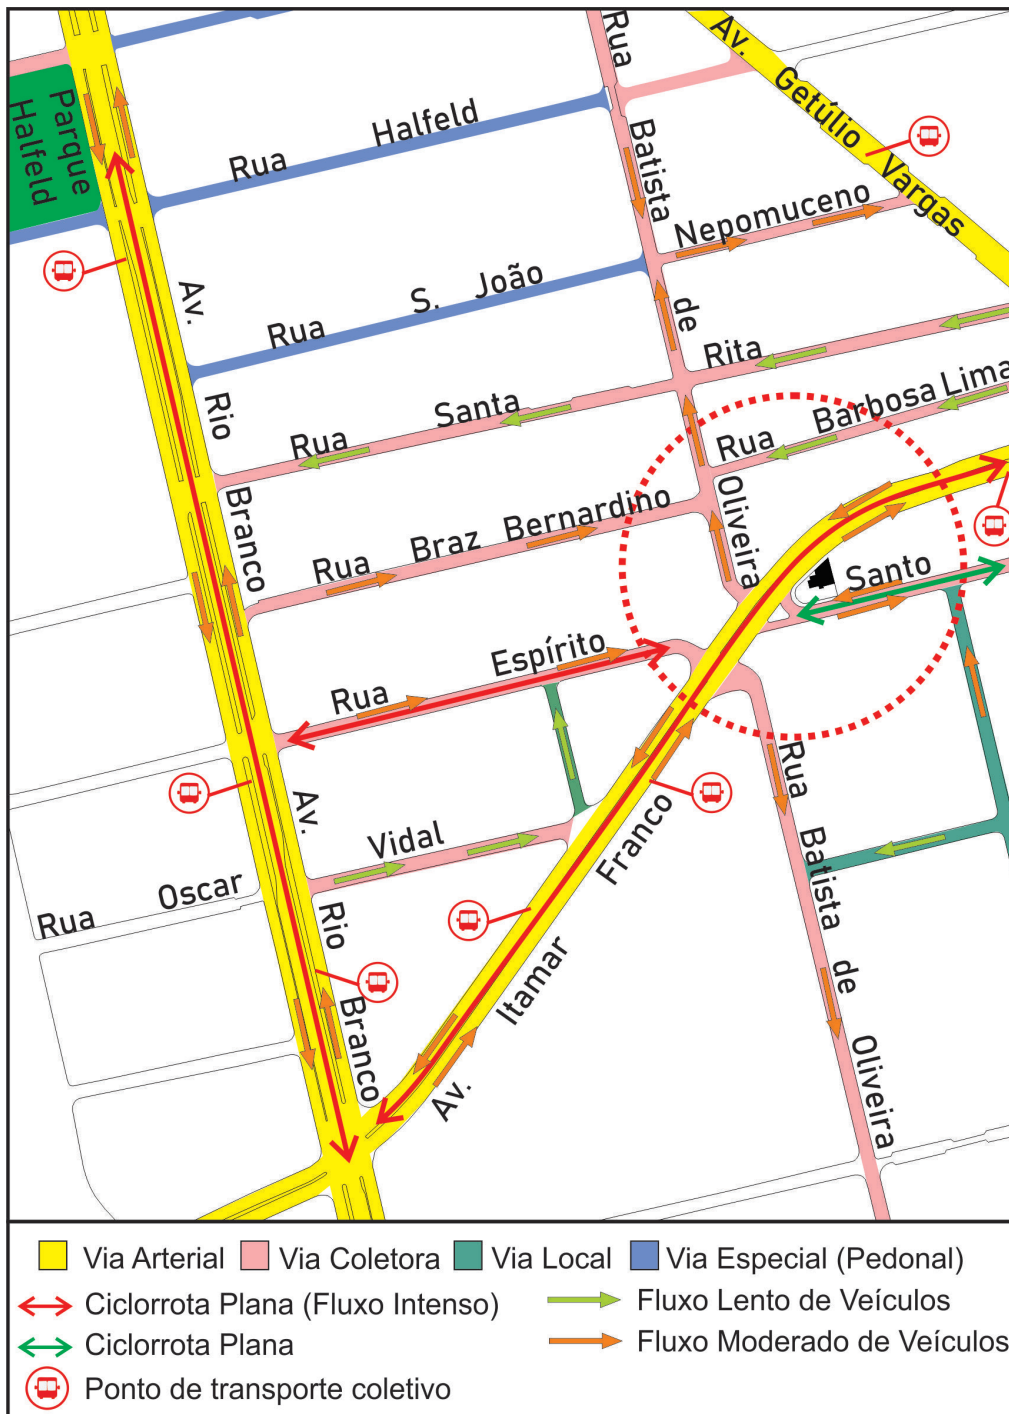 Parque
Halfeld
Rua Halfeld
Rua
Batista
de
Oliveira
Av. Getúlio Vargas
Nepomuceno
Rua S. João
Av.
Rio
Branco
Rua Santa Rita
Rua Barbosa Lima
Rua Braz Bernardino
Rua Espírito Santo
Av.
Rio
Branco
Vidal
Rua Oscar
Av. Itamar Franco
Rua
Batista
de
Oliveira
Via Arterial
Via Coletora
Via Local
Via Especial (Pedonal)
Ciclorrota Plana (Fluxo Intenso)
Fluxo Lento de Veículos
Ciclorrota Plana
Fluxo Moderado de Veículos
Ponto de transporte coletivo